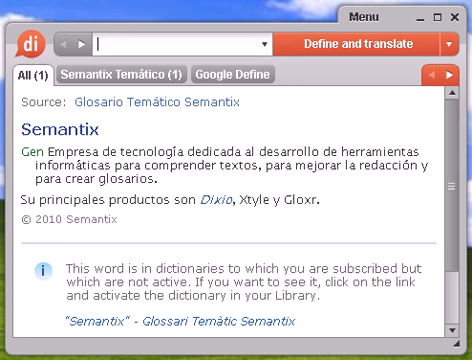 Menu
di
Define and translate
All (1)
Semantix Temático (1)
Google Define
Source: Glosario Temático Semantix
Semantix
Gen Empresa de tecnología dedicada al desarrollo de herramientas
informáticas para comprender textos, para mejorar la redacción y
para crear glosarios.
Su principales productos son Dixio, Xtyle y Gloxr.
© 2010 Semantix
i
This word is in dictionaries to which you are subscribed but
which are not active. If you want to see it, click on the link
and activate the dictionary in your Library.
"Semantix" - Glossari Temàtic Semantix